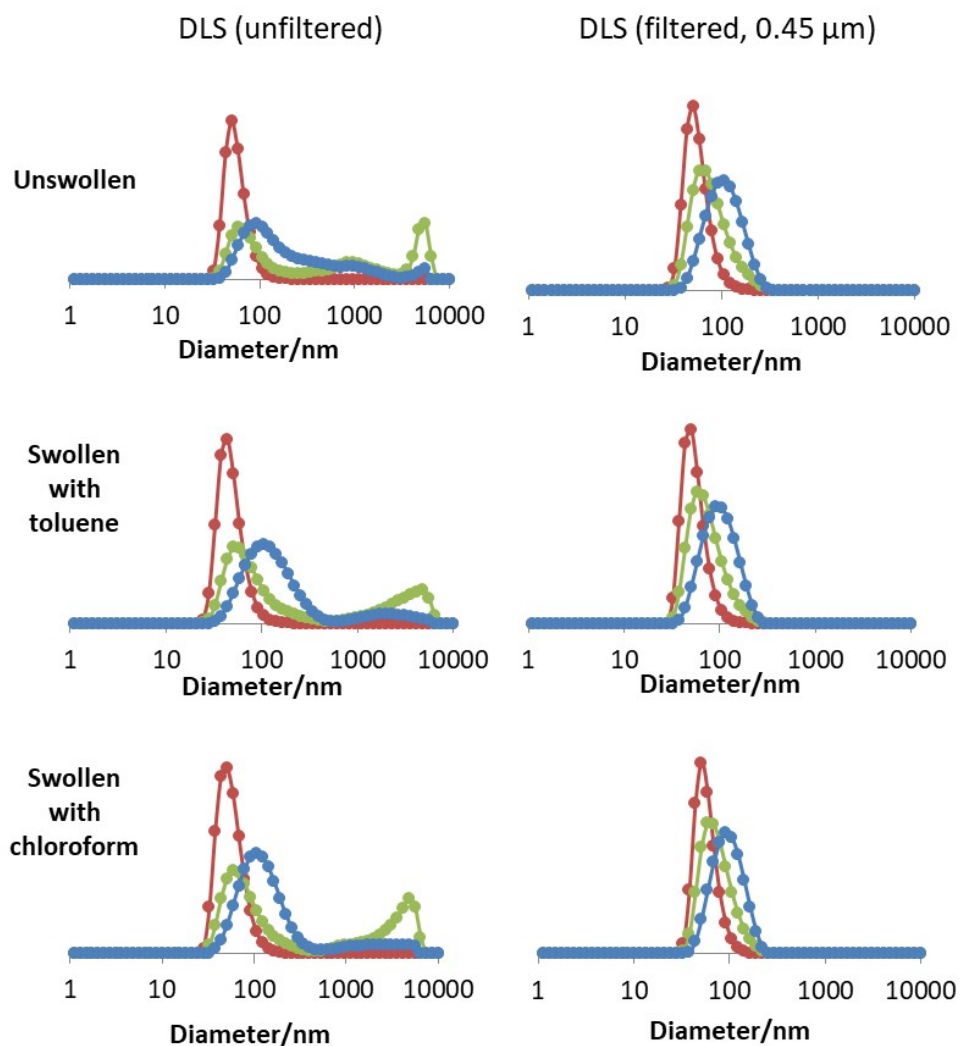 DLS (unfiltered)
DLS (filtered, 0.45 µm)
Unswollen
1 10 100 1000 10000
Diameter/nm
1 10 100 1000 10000
Diameter/nm
Swollen
with
toluene
1 10 100 1000 10000
Diameter/nm
1 10 100 1000 10000
Diameter/nm
Swollen
with
chloroform
1 10 100 1000 10000
Diameter/nm
1 10 100 1000 10000
Diameter/nm